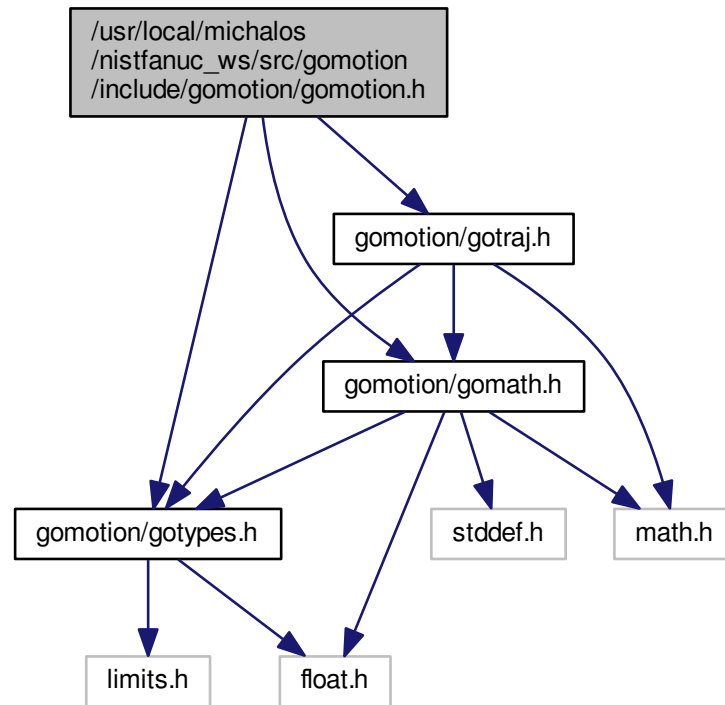 /usr/local/michalos
/nistfanuc_ws/src/gomotion
/include/gomotion/gomotion.h
gomotion/gotraj.h
gomotion/gomath.h
gomotion/gotypes.h
stddef.h
math.h
limits.h
float.h